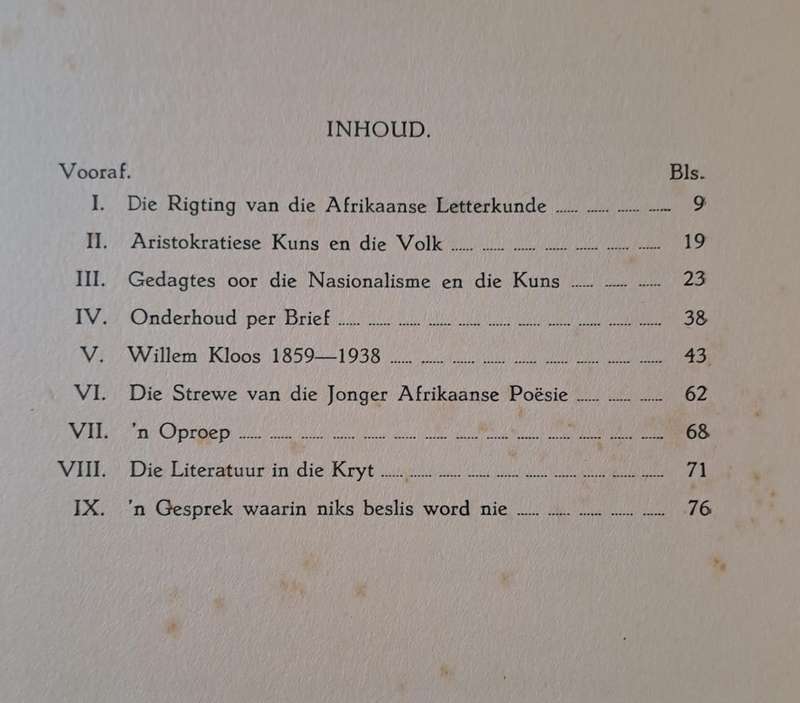 INHOUD.
Vooraf. Bls.
I. Die Rigting van die Afrikaanse Letterkunde ...... ...... ...... ...... 9
II. Aristokratiese Kuns en die Volk ...... ...... ...... ...... ...... ...... ...... 19
III. Gedagtes oor die Nasionalisme en die Kuns ...... ...... ...... 23
IV. Onderhoud per Brief ...... ...... ...... ...... ...... ...... ...... ...... ...... ...... ...... 38
V. Willem Kloos 1859—1938 ...... ...... ...... ...... ...... ...... ...... ...... ...... 43
VI. Die Strewe van die Jonger Afrikaanse Poësie ...... ...... ...... 62
VII. 'n Oproep ...... ...... ...... ...... ...... ...... ...... ...... ...... ...... ...... ...... ...... ...... 68
VIII. Die Literatuur in die Kryt ...... ...... ...... ...... ...... ...... ...... ...... ...... ...... 71
IX. 'n Gesprek waarin niks beslis word nie ...... ...... ...... ...... ...... 76